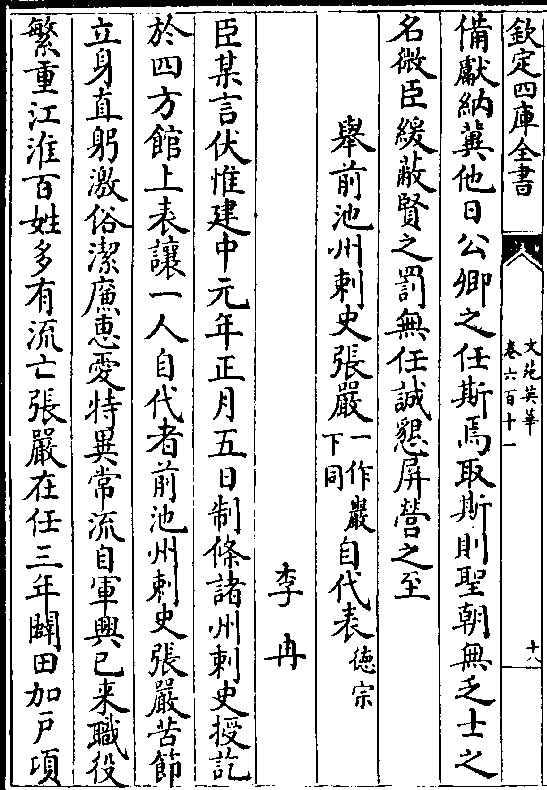 欽定四庫全書
文苑英華
卷六百十一
十八
備獻納冀他日公卿之任斯焉取斯則聖朝無乏士之
名微臣緩蔽賢之罰無任誠懇屏營之至
舉前池州刺史張嚴一作巖下同自代表德宗
李冉
臣某言伏惟建中元年正月五日制條諸州刺史授訖
於四方館上表讓一人自代者前池州刺史張嚴苦節
立身直躬激俗潔廉恵愛特異常流自軍興已来職役
繁重江淮百姓多有流亡張嚴在任三年闢田加戸項